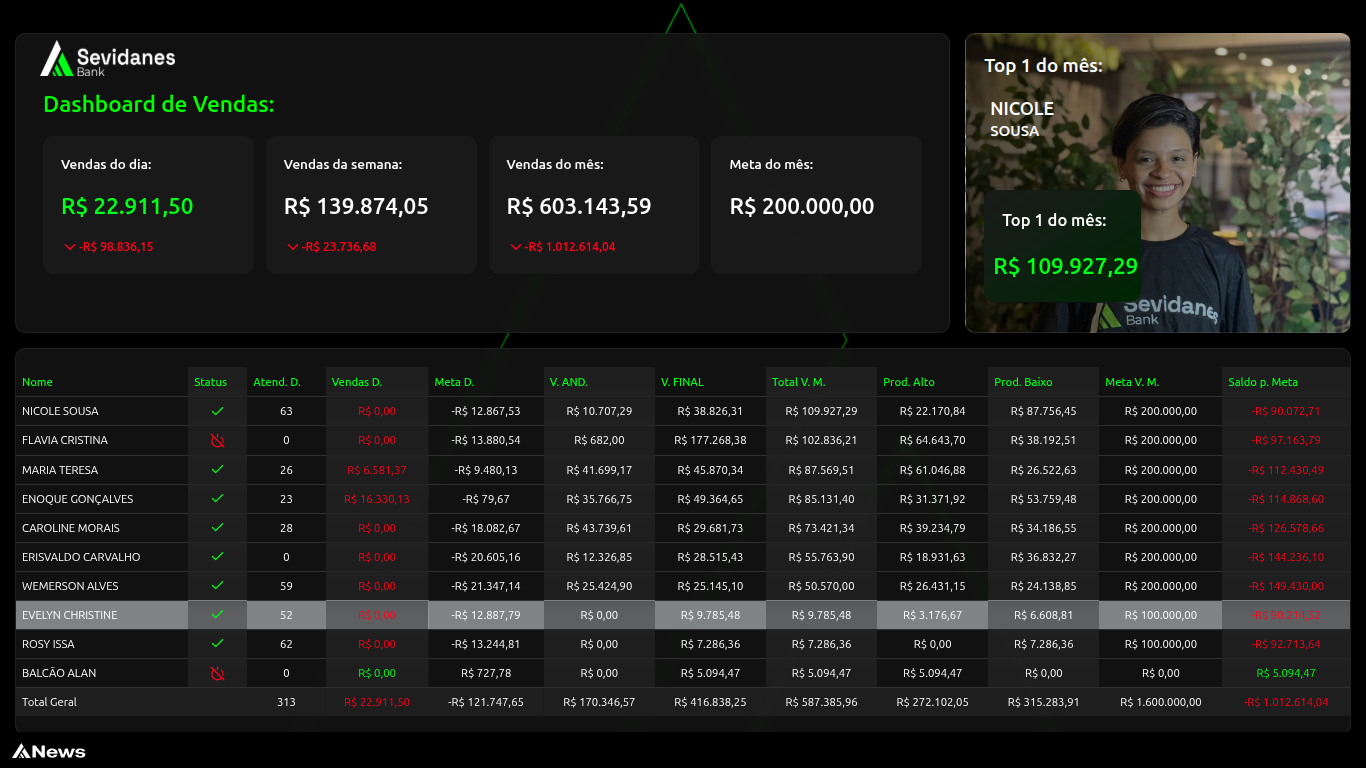 Sevidanes
Bank
Dashboard de Vendas:
Vendas do dia:
R$ 22.911,50
-R$ 98.836,15
Vendas da semana:
R$ 139.874,05
-R$ 23.736,68
Vendas do mês:
R$ 603.143,59
-R$ 1.012.614,04
Meta do mês:
R$ 200.000,00
Top 1 do mês:
NICOLE
SOUSA
Top 1 do mês:
R$ 109.927,29
Sevidanes
Bank
Nome Status Atend. D. Vendas D. Meta D. V. AND. V. FINAL Total V. M. Prod. Alto Prod. Baixo Meta V. M. Saldo p. Meta
NICOLE SOUSA 63 R$ 0,00 -R$ 12.867,53 R$ 10.707,29 R$ 38.826,31 R$ 109.927,29 R$ 22.170,84 R$ 87.756,45 R$ 200.000,00 -R$ 90.072,71
FLAVIA CRISTINA 0 R$ 0,00 -R$ 13.880,54 R$ 682,00 R$ 177.268,38 R$ 102.836,21 R$ 64.643,70 R$ 38.192,51 R$ 200.000,00 -R$ 97.163,79
MARIA TERESA 26 R$ 6.581,37 -R$ 9.480,13 R$ 41.699,17 R$ 45.870,34 R$ 87.569,51 R$ 61.046,88 R$ 26.522,63 R$ 200.000,00 -R$ 112.430,49
ENOQUE GONÇALVES 23 R$ 16.330,13 -R$ 79,67 R$ 35.766,75 R$ 49.364,65 R$ 85.131,40 R$ 31.371,92 R$ 53.759,48 R$ 200.000,00 -R$ 114.868,60
CAROLINE MORAIS 28 R$ 0,00 -R$ 18.082,67 R$ 43.739,61 R$ 29.681,73 R$ 73.421,34 R$ 39.234,79 R$ 34.186,55 R$ 200.000,00 -R$ 126.578,66
ERISVALDO CARVALHO 0 R$ 0,00 -R$ 20.605,16 R$ 12.326,85 R$ 28.515,43 R$ 55.763,90 R$ 18.931,63 R$ 36.832,27 R$ 200.000,00 -R$ 144.236,10
WEMERSON ALVES 59 R$ 0,00 -R$ 21.347,14 R$ 25.424,90 R$ 25.145,10 R$ 50.570,00 R$ 26.431,15 R$ 24.138,85 R$ 200.000,00 -R$ 149.430,00
EVELYN CHRISTINE 52 R$ 0,00 -R$ 12.887,79 R$ 0,00 R$ 9.785,48 R$ 9.785,48 R$ 3.176,67 R$ 6.608,81 R$ 100.000,00 -R$ 90.214,52
ROSY ISSA 62 R$ 0,00 -R$ 13.244,81 R$ 0,00 R$ 7.286,36 R$ 7.286,36 R$ 0,00 R$ 7.286,36 R$ 100.000,00 -R$ 92.713,64
BALCÃO ALAN 0 R$ 0,00 R$ 727,78 R$ 0,00 R$ 5.094,47 R$ 5.094,47 R$ 5.094,47 R$ 0,00 R$ 0,00 R$ 5.094,47
Total Geral 313 R$ 22.911,50 -R$ 121.747,65 R$ 170.346,57 R$ 416.838,25 R$ 587.385,96 R$ 272.102,05 R$ 315.283,91 R$ 1.600.000,00 -R$ 1.012.614,04
News